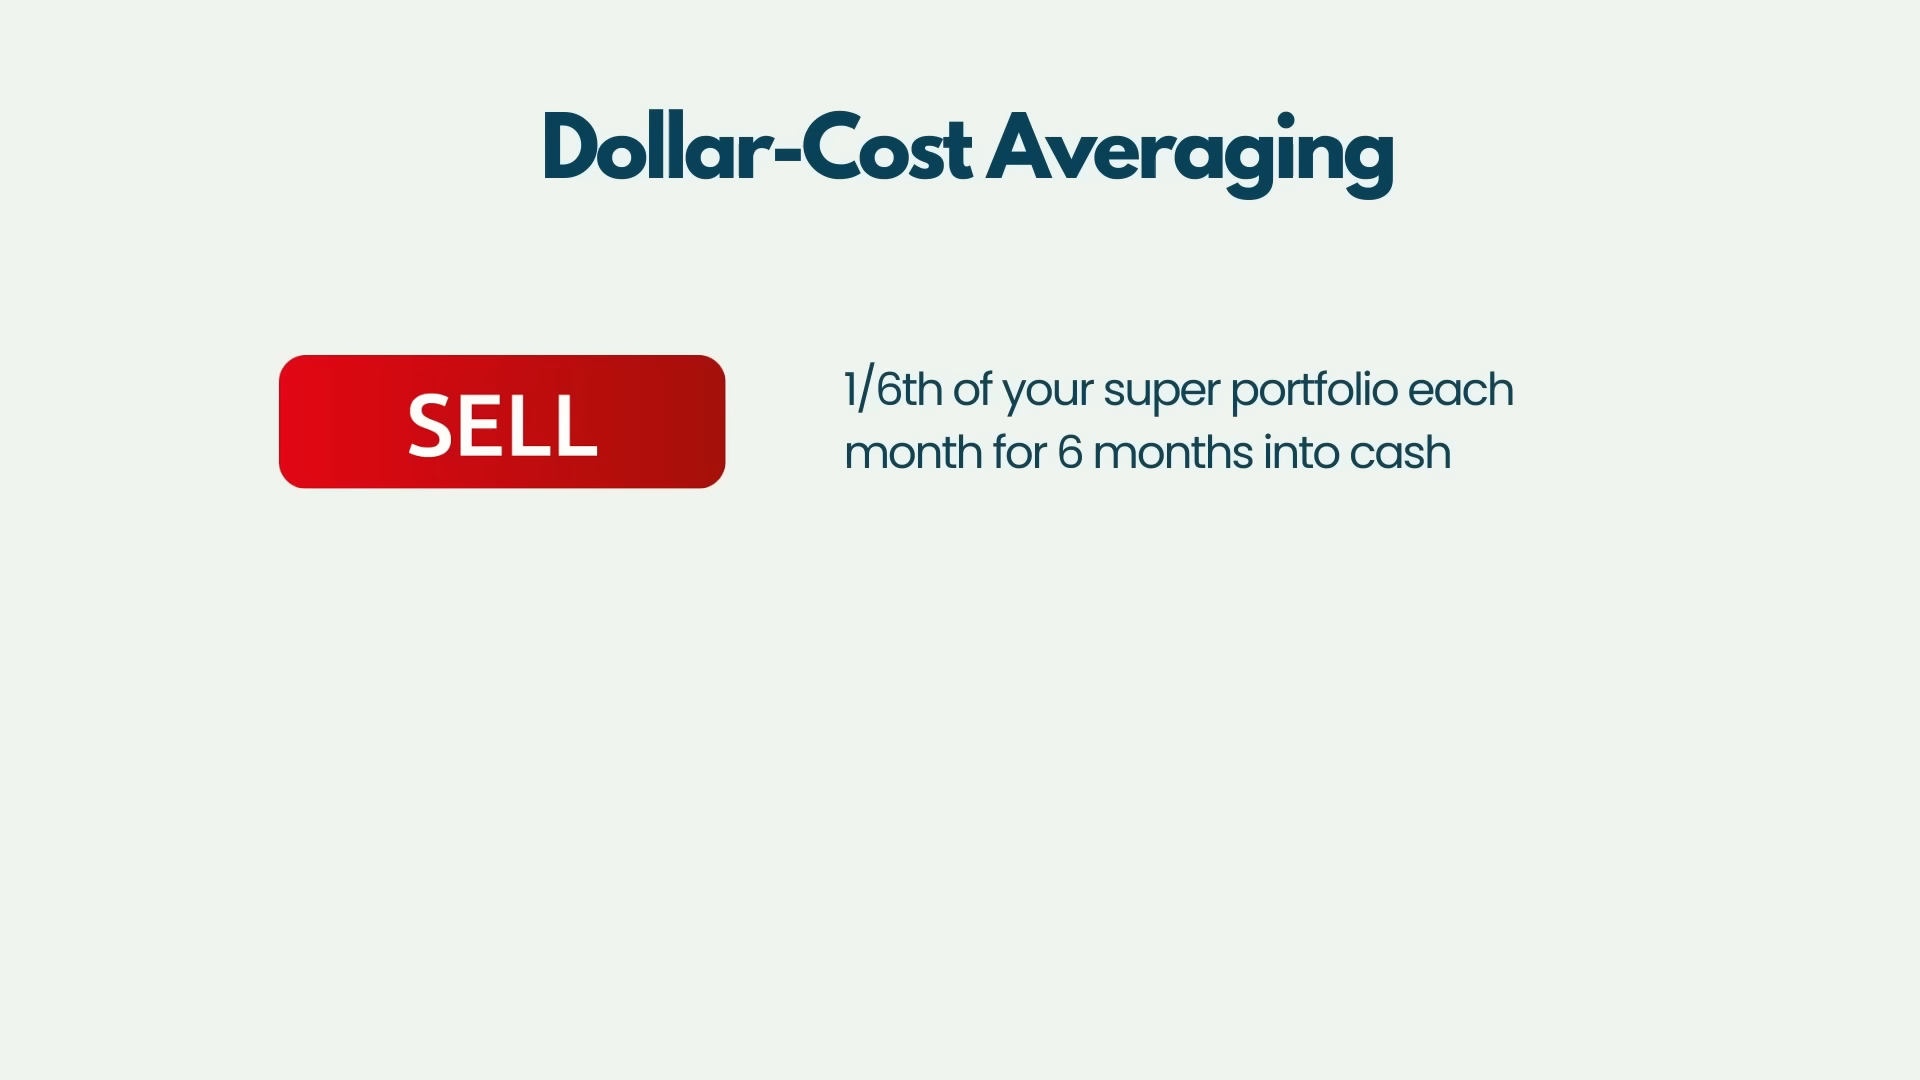 Dollar-Cost Averaging
SELL
1/6th of your super portfolio each
month for 6 months into cash